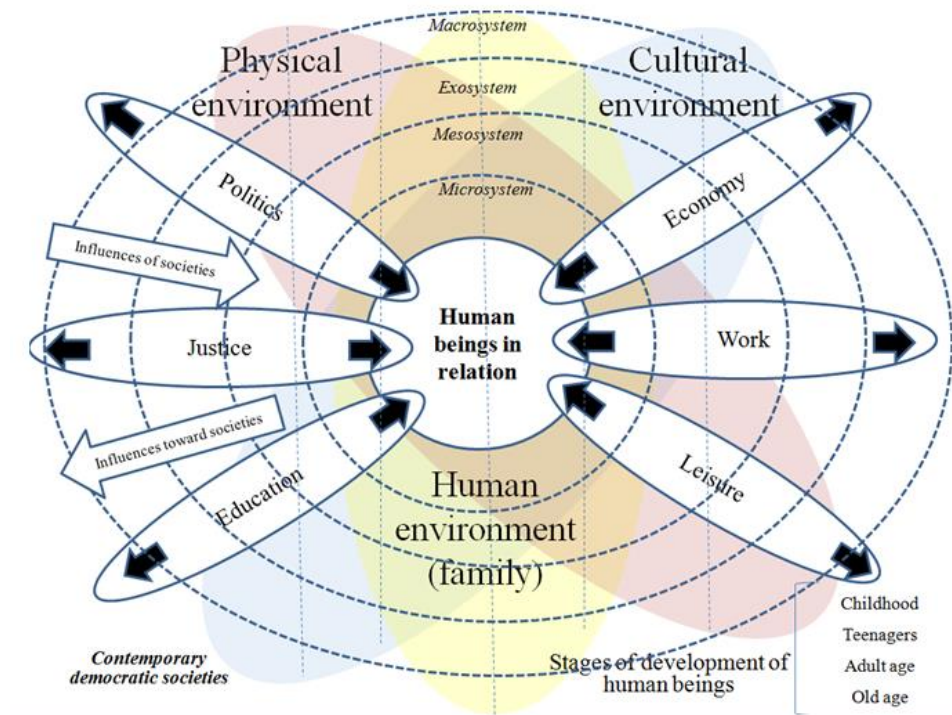 Macrosystem
Physical
environment
Cultural
environment
Exosystem
Mesosystem
Microsystem
Politics
Economy
Influences of societies
Human
beings in
relation
Justice
Work
Influences toward societies
Education
Leisure
Human
environment
(family)
Contemporary
democratic societies
Stages of development of
human beings
Childhood
Teenagers
Adult age
Old age